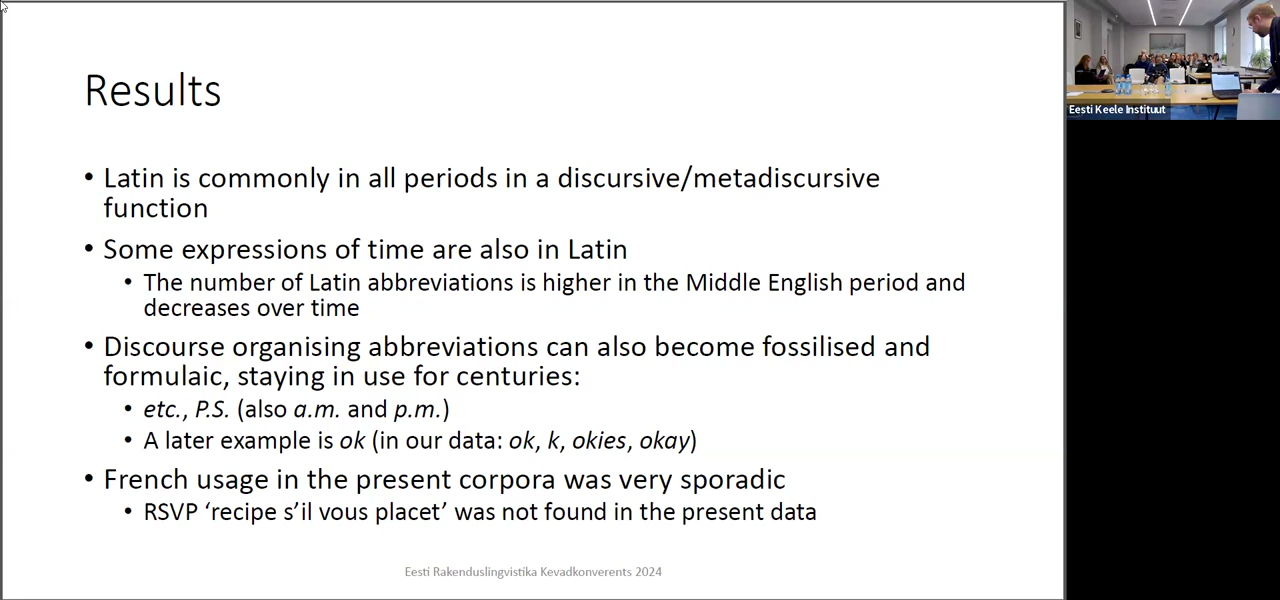 Results
• Latin is commonly in all periods in a discursive/metadiscursive
function
• Some expressions of time are also in Latin
• The number of Latin abbreviations is higher in the Middle English period and
decreases over time
• Discourse organising abbreviations can also become fossilised and
formulaic, staying in use for centuries:
• etc., P.S. (also a.m. and p.m.)
• A later example is ok (in our data: ok, k, okies, okay)
• French usage in the present corpora was very sporadic
• RSVP ‘recipe s’il vous placet’ was not found in the present data
Eesti Rakenduslingvistika Kevadkonverents 2024
Eesti Keele Instituut